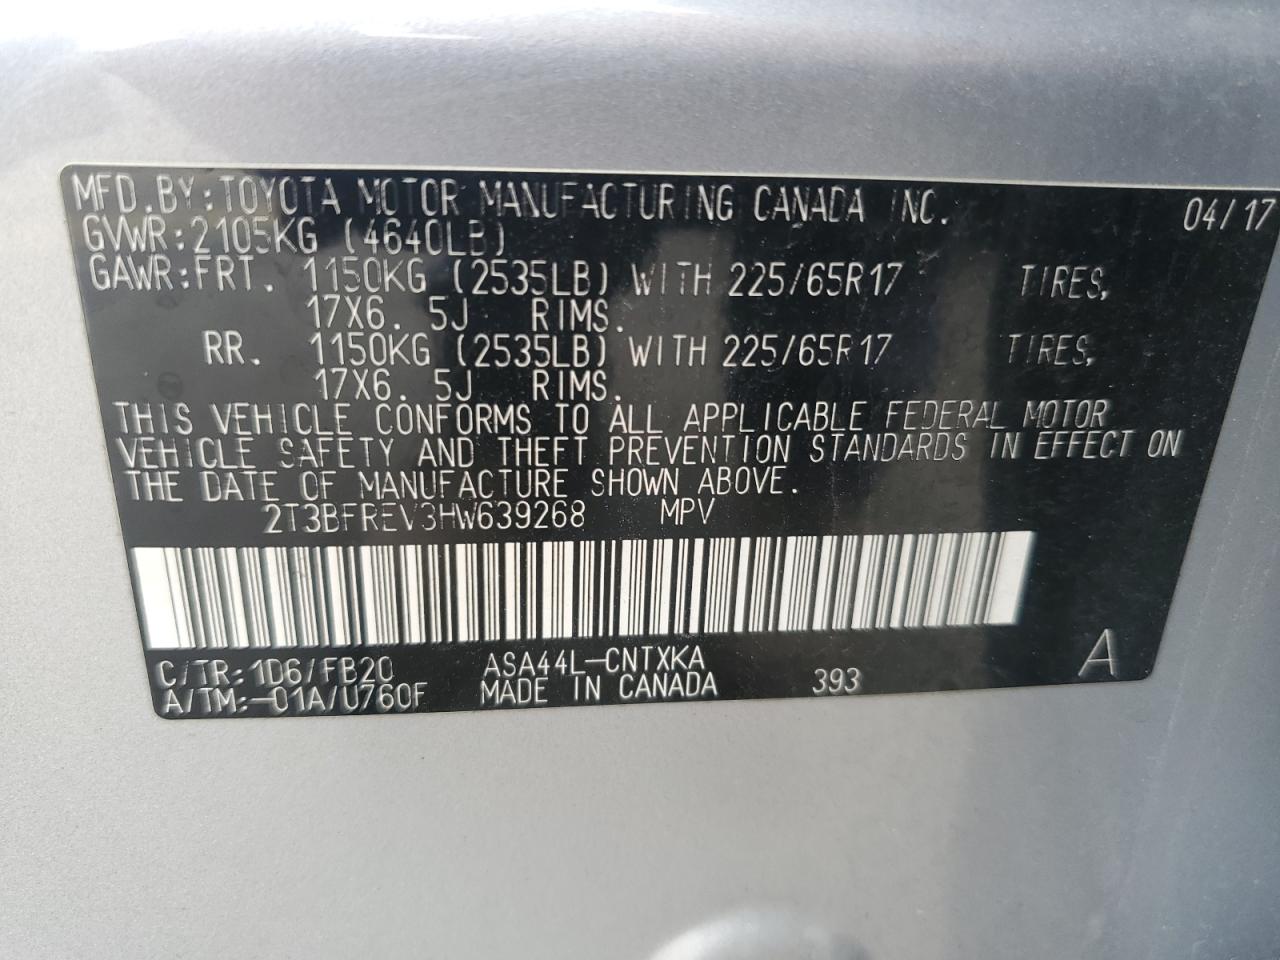 MFD.BY:TOYOTA MOTOR MANUFACTURING CANADA INC. 04/17
GVWR:2105KG (4640LB)
GAWR:FRT. 1150KG (2535LB) WITH 225/65R17 TIRES,
17X6. 5J RIMS.
RR. 1150KG (2535LB) WITH 225/65R17 TIRES,
17X6. 5J RIMS.
THIS VEHICLE CONFORMS TO ALL APPLICABLE FEDERAL MOTOR
VEHICLE SAFETY AND THEFT PREVENTION STANDARDS IN EFFECT ON
THE DATE OF MANUFACTURE SHOWN ABOVE.
2T3BFREV3HW639268 MPV
C/TR:1D6/FB20 ASA44L-CNTXKA A
A/TM:-01A/U760F MADE IN CANADA 393